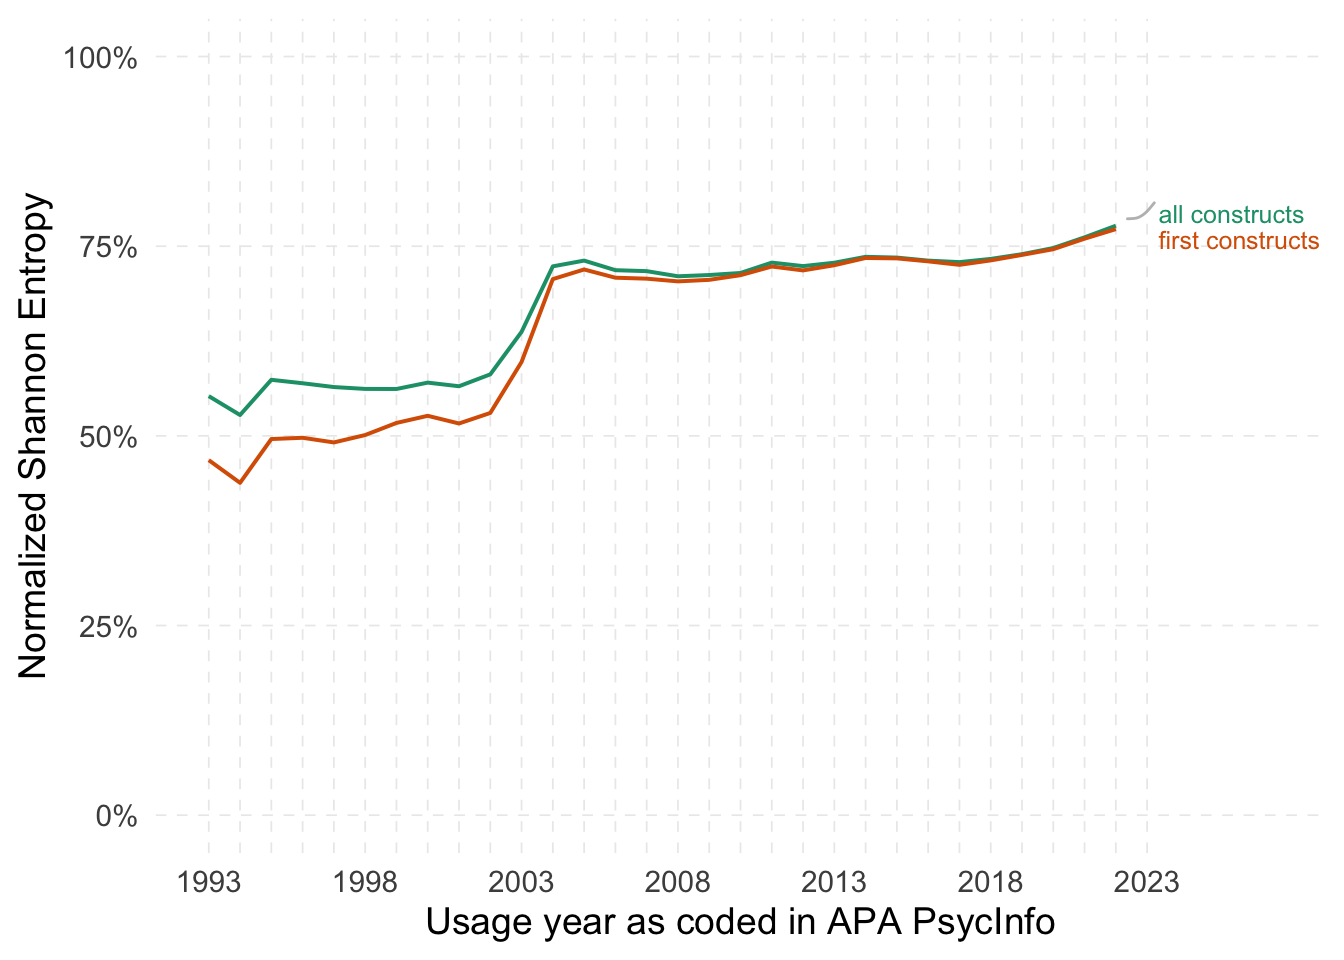 Normalized Shannon Entropy
100%
75%
50%
25%
0%
all constructs
first constructs
1993 1998 2003 2008 2013 2018 2023
Usage year as coded in APA PsycInfo